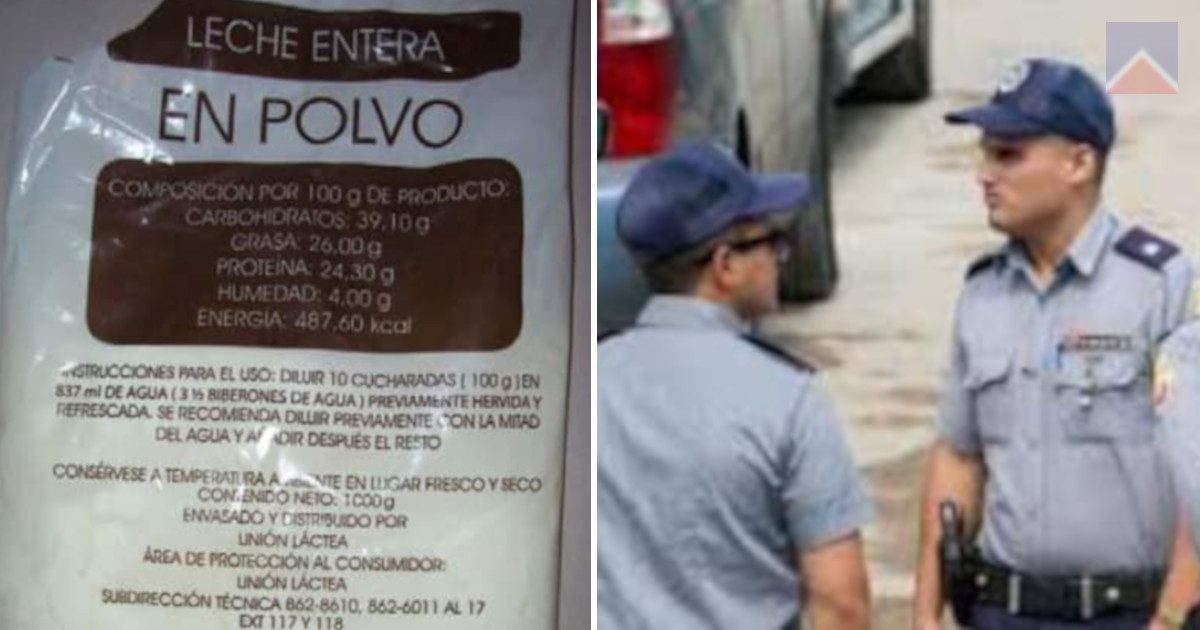 LECHE ENTERA
EN POLVO
COMPOSICIÓN POR 100 g DE PRODUCTO:
CARBOHIDRATOS: 39,10 g
GRASA: 26,00 g
PROTEINA: 24,30 g
HUMEDAD: 4,00 g
ENERGIA: 487,60 kcal
INSTRUCCIONES PARA EL USO: DILUIR 10 CUCHARADAS ( 100 g ) EN
837 ml DE AGUA ( 3 ½ BIBERONES DE AGUA ) PREVIAMENTE HERVIDA Y
REFRESCADA. SE RECOMIENDA DILUIR PREVIAMENTE CON LA MITAD
DEL AGUA Y AÑADIR DESPUÉS EL RESTO
CONSÉRVESE A TEMPERATURA AMBIENTE EN LUGAR FRESCO Y SECO
CONTENIDO NETO: 1000g
ENVASADO Y DISTRIBUIDO POR
UNIÓN LÁCTEA
ÁREA DE PROTECCIÓN AL CONSUMIDOR:
UNIÓN LÁCTEA
SUBDIRECCIÓN TÉCNICA 862-8610, 862-6011 AL 17
EXT 117 Y 118